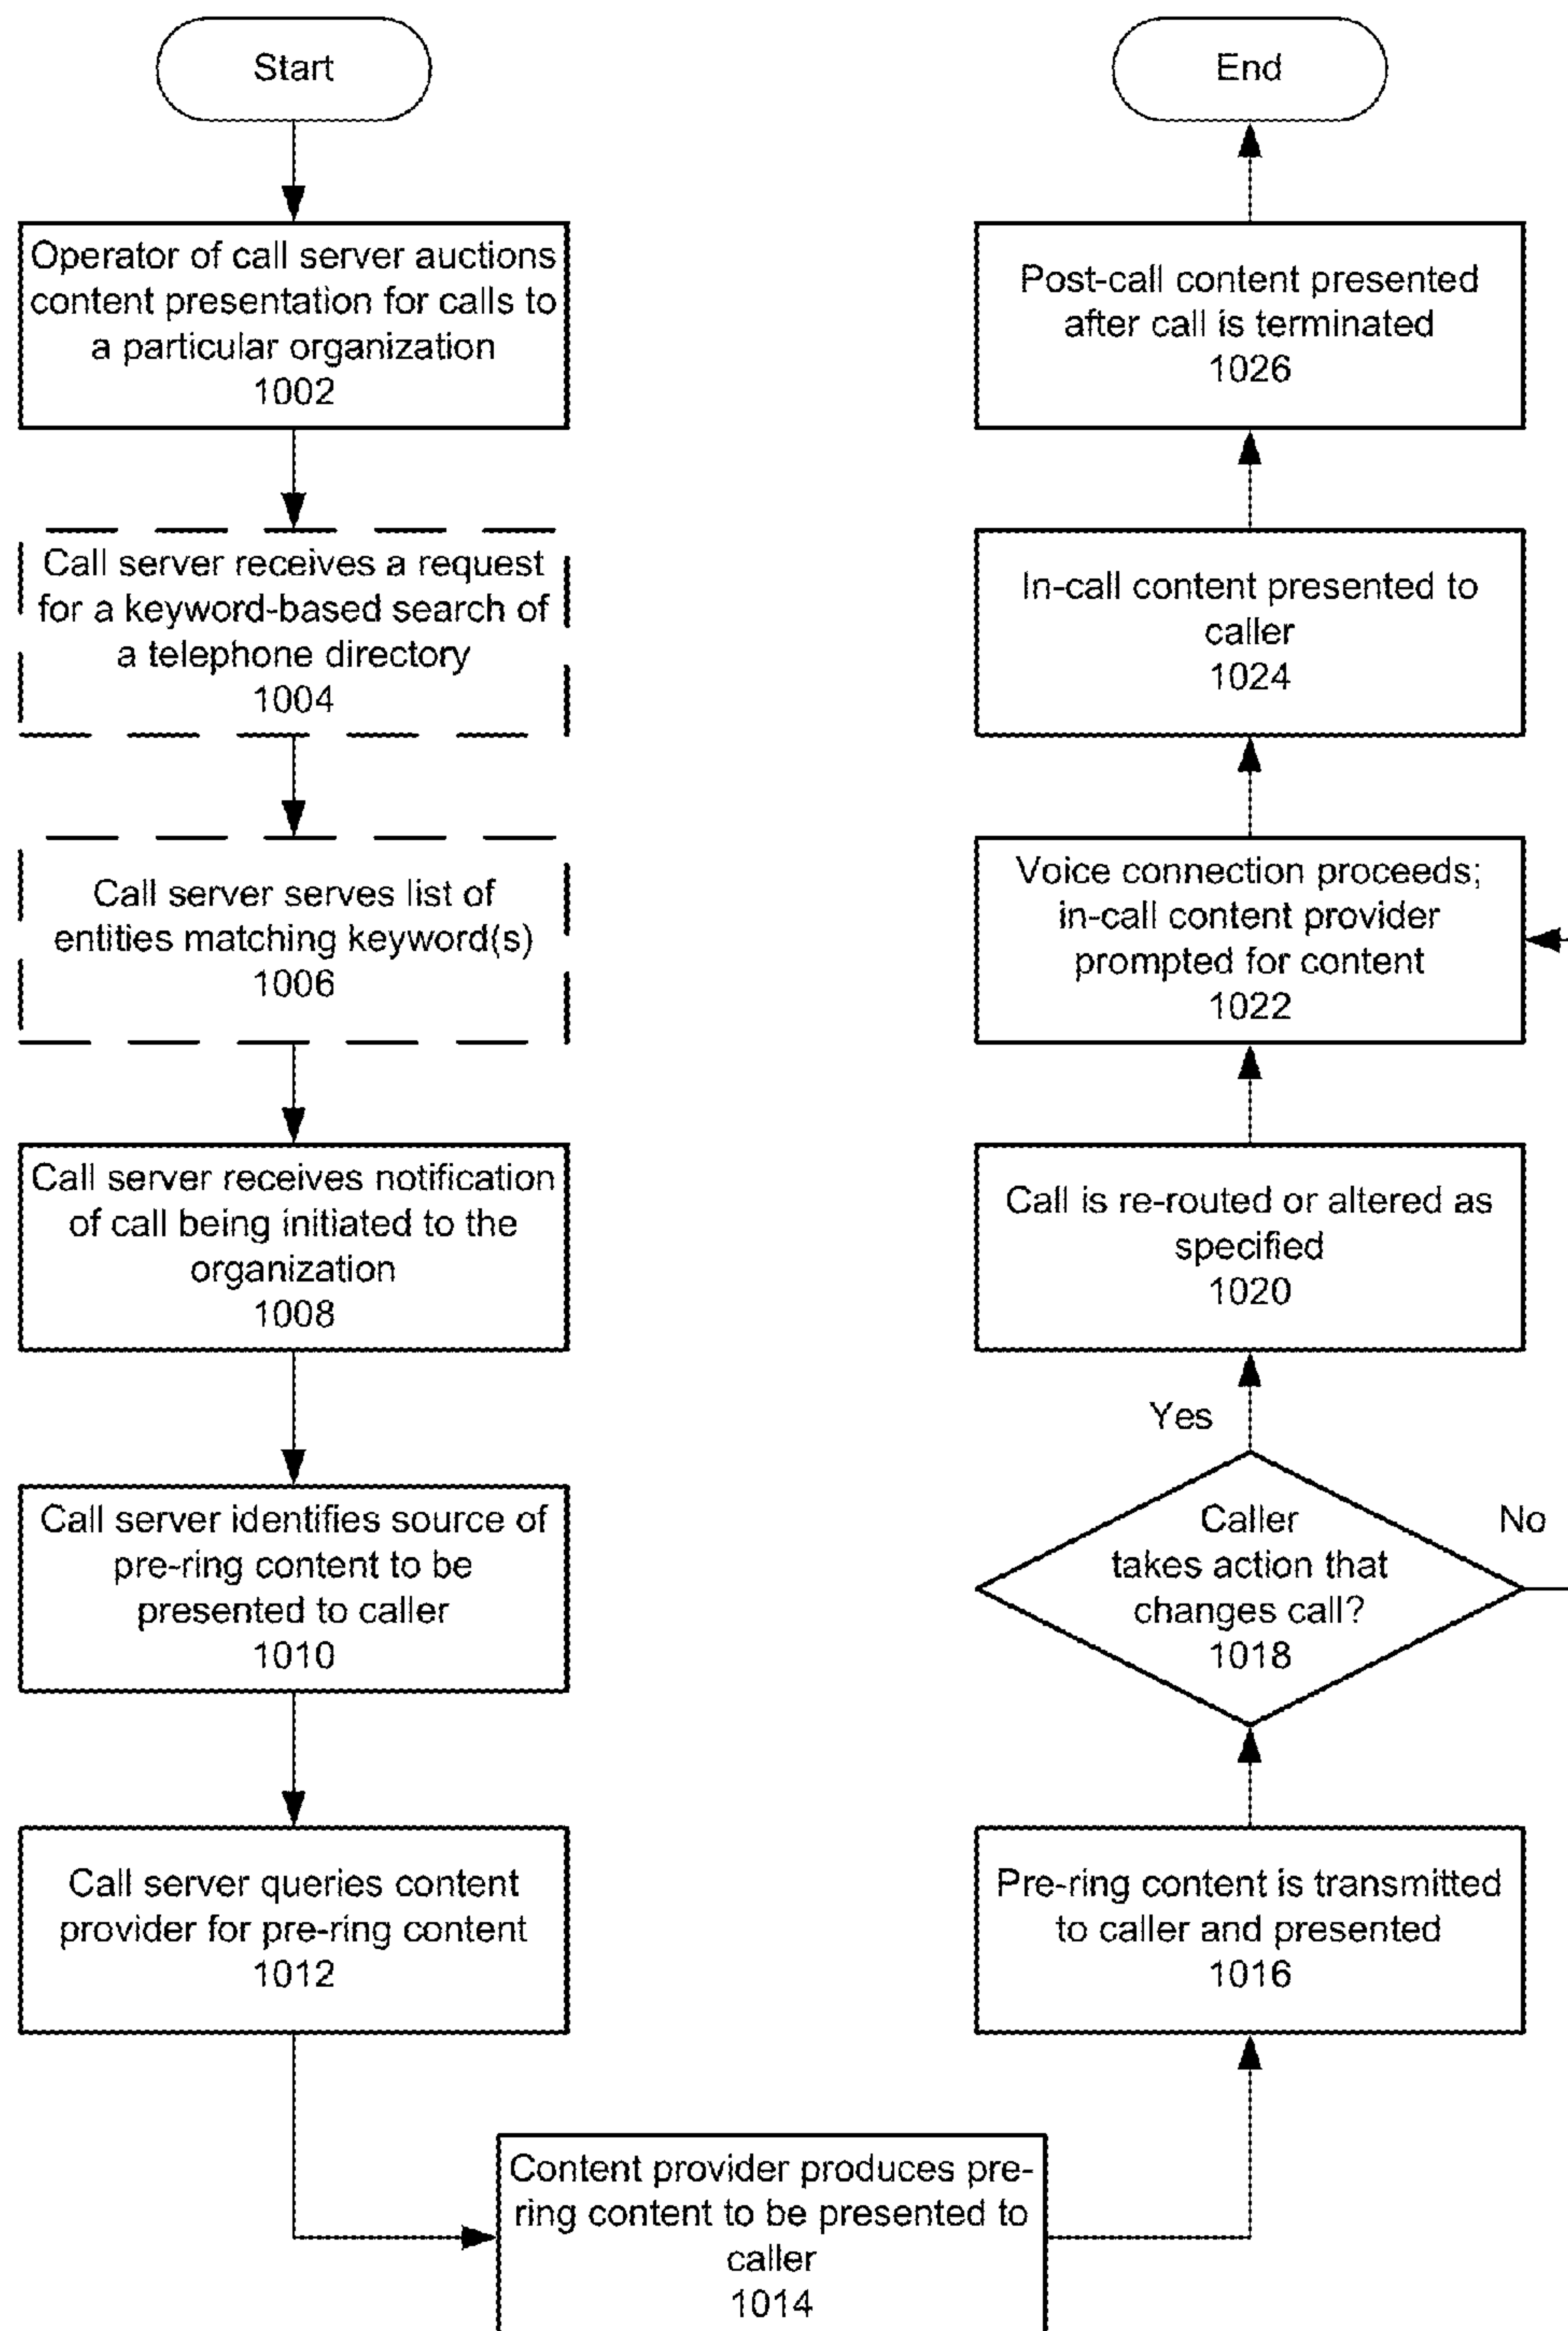 Start
Operator of call server auctions
content presentation for calls to
a particular organization
1002
Call server receives a request
for a keyword-based search of
a telephone directory
1004
Call server serves list of
entities matching keyword(s)
1006
Call server receives notification
of call being initiated to the
organization
1008
Call server identifies source of
pre-ring content to be
presented to caller
1010
Call server queries content
provider for pre-ring content
1012
Content provider produces pre-
ring content to be presented to
caller
1014
Pre-ring content is transmitted
to caller and presented
1016
Caller
takes action that
changes call?
1018
No
Yes
Call is re-routed or altered as
specified
1020
Voice connection proceeds;
in-call content provider
prompted for content
1022
In-call content presented to
caller
1024
Post-call content presented
after call is terminated
1026
End